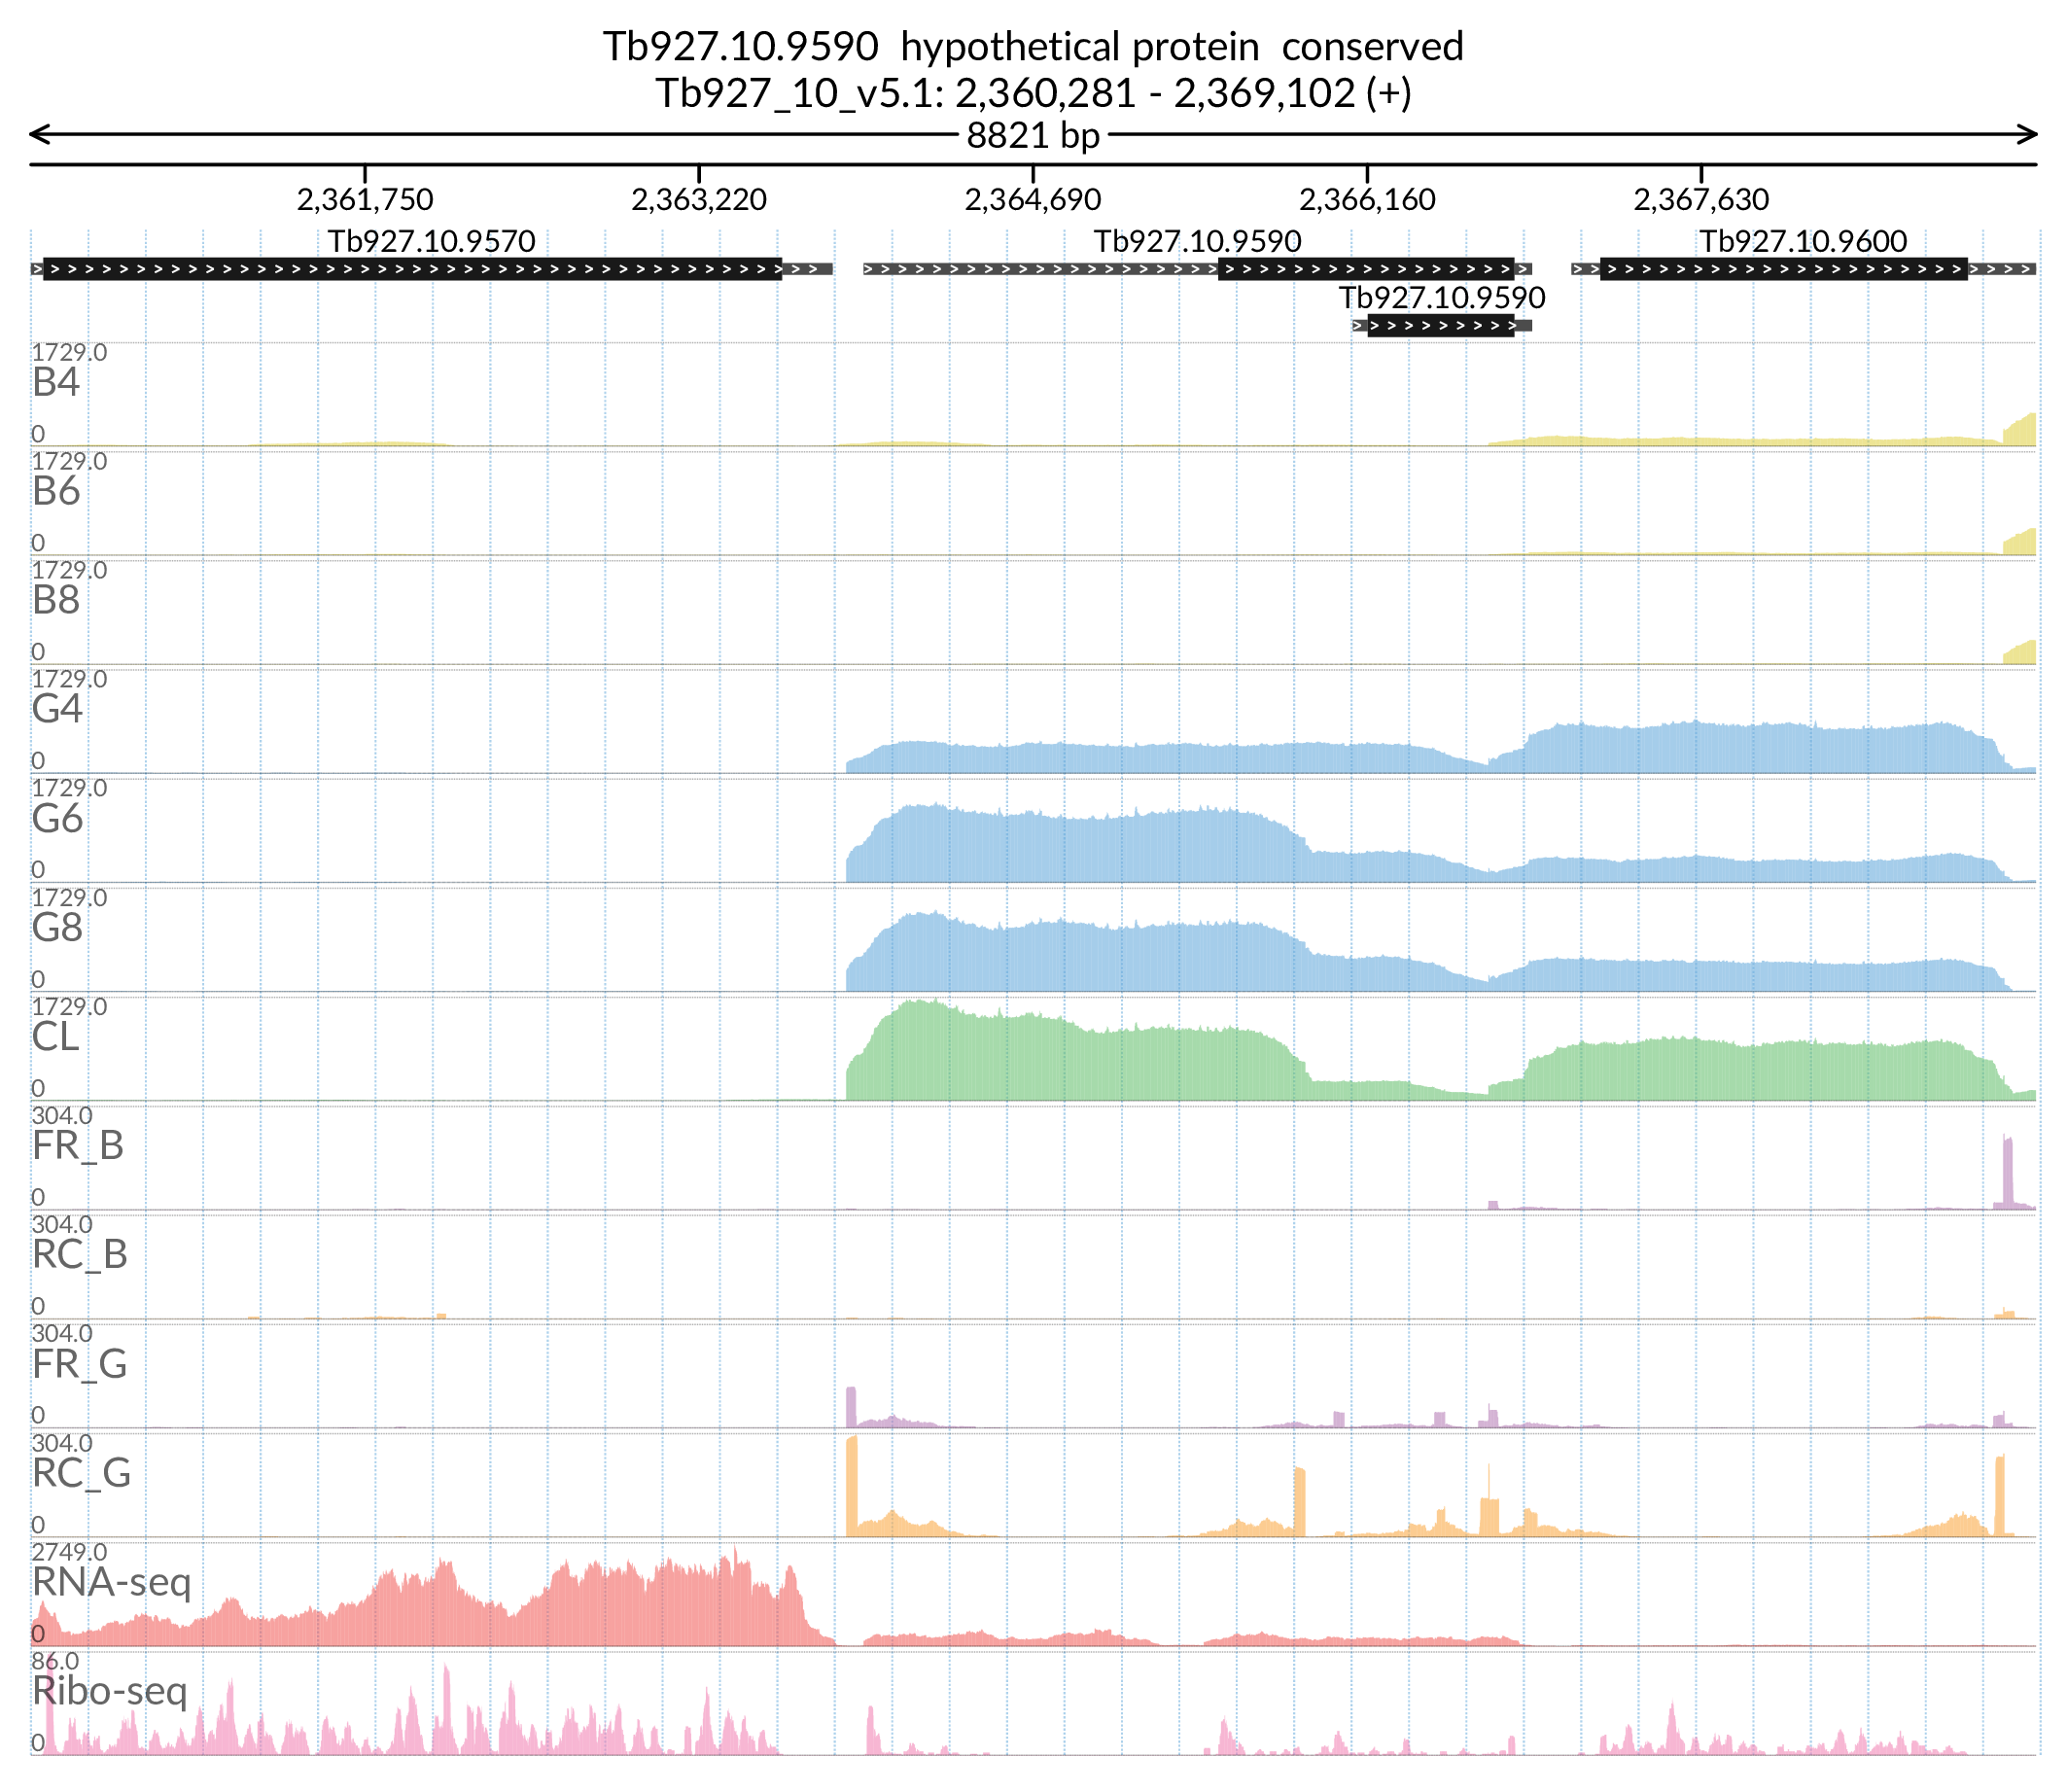 Tb927.10.9590  hypothetical protein  conserved
Tb927_10_v5.1: 2,360,281 - 2,369,102 (+)
8821 bp
2,361,750 2,363,220 2,364,690 2,366,160 2,367,630
Tb927.10.9570 Tb927.10.9590 Tb927.10.9600
Tb927.10.9590
1729.0
B4
0
1729.0
B6
0
1729.0
B8
0
1729.0
G4
0
1729.0
G6
0
1729.0
G8
0
1729.0
CL
0
304.0
FR_B
0
304.0
RC_B
0
304.0
FR_G
0
304.0
RC_G
0
2749.0
RNA-seq
0
86.0
Ribo-seq
0